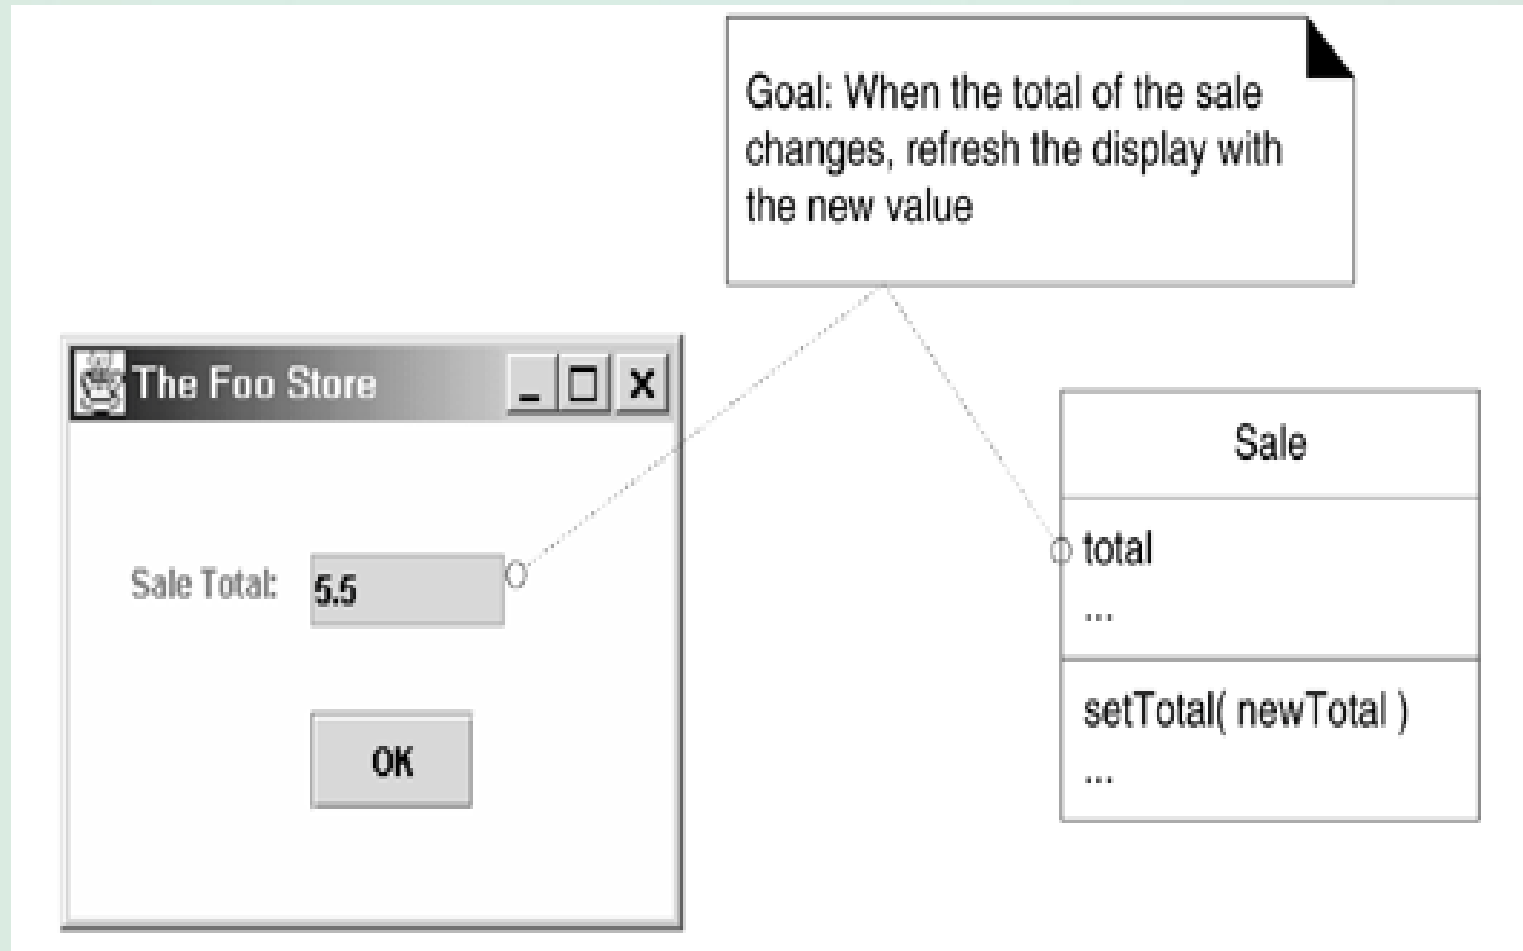 Goal: When the total of the sale
changes, refresh the display with
the new value
The Foo Store
Sale Total:
5.5
OK
Sale
total
...
setTotal( newTotal )
...